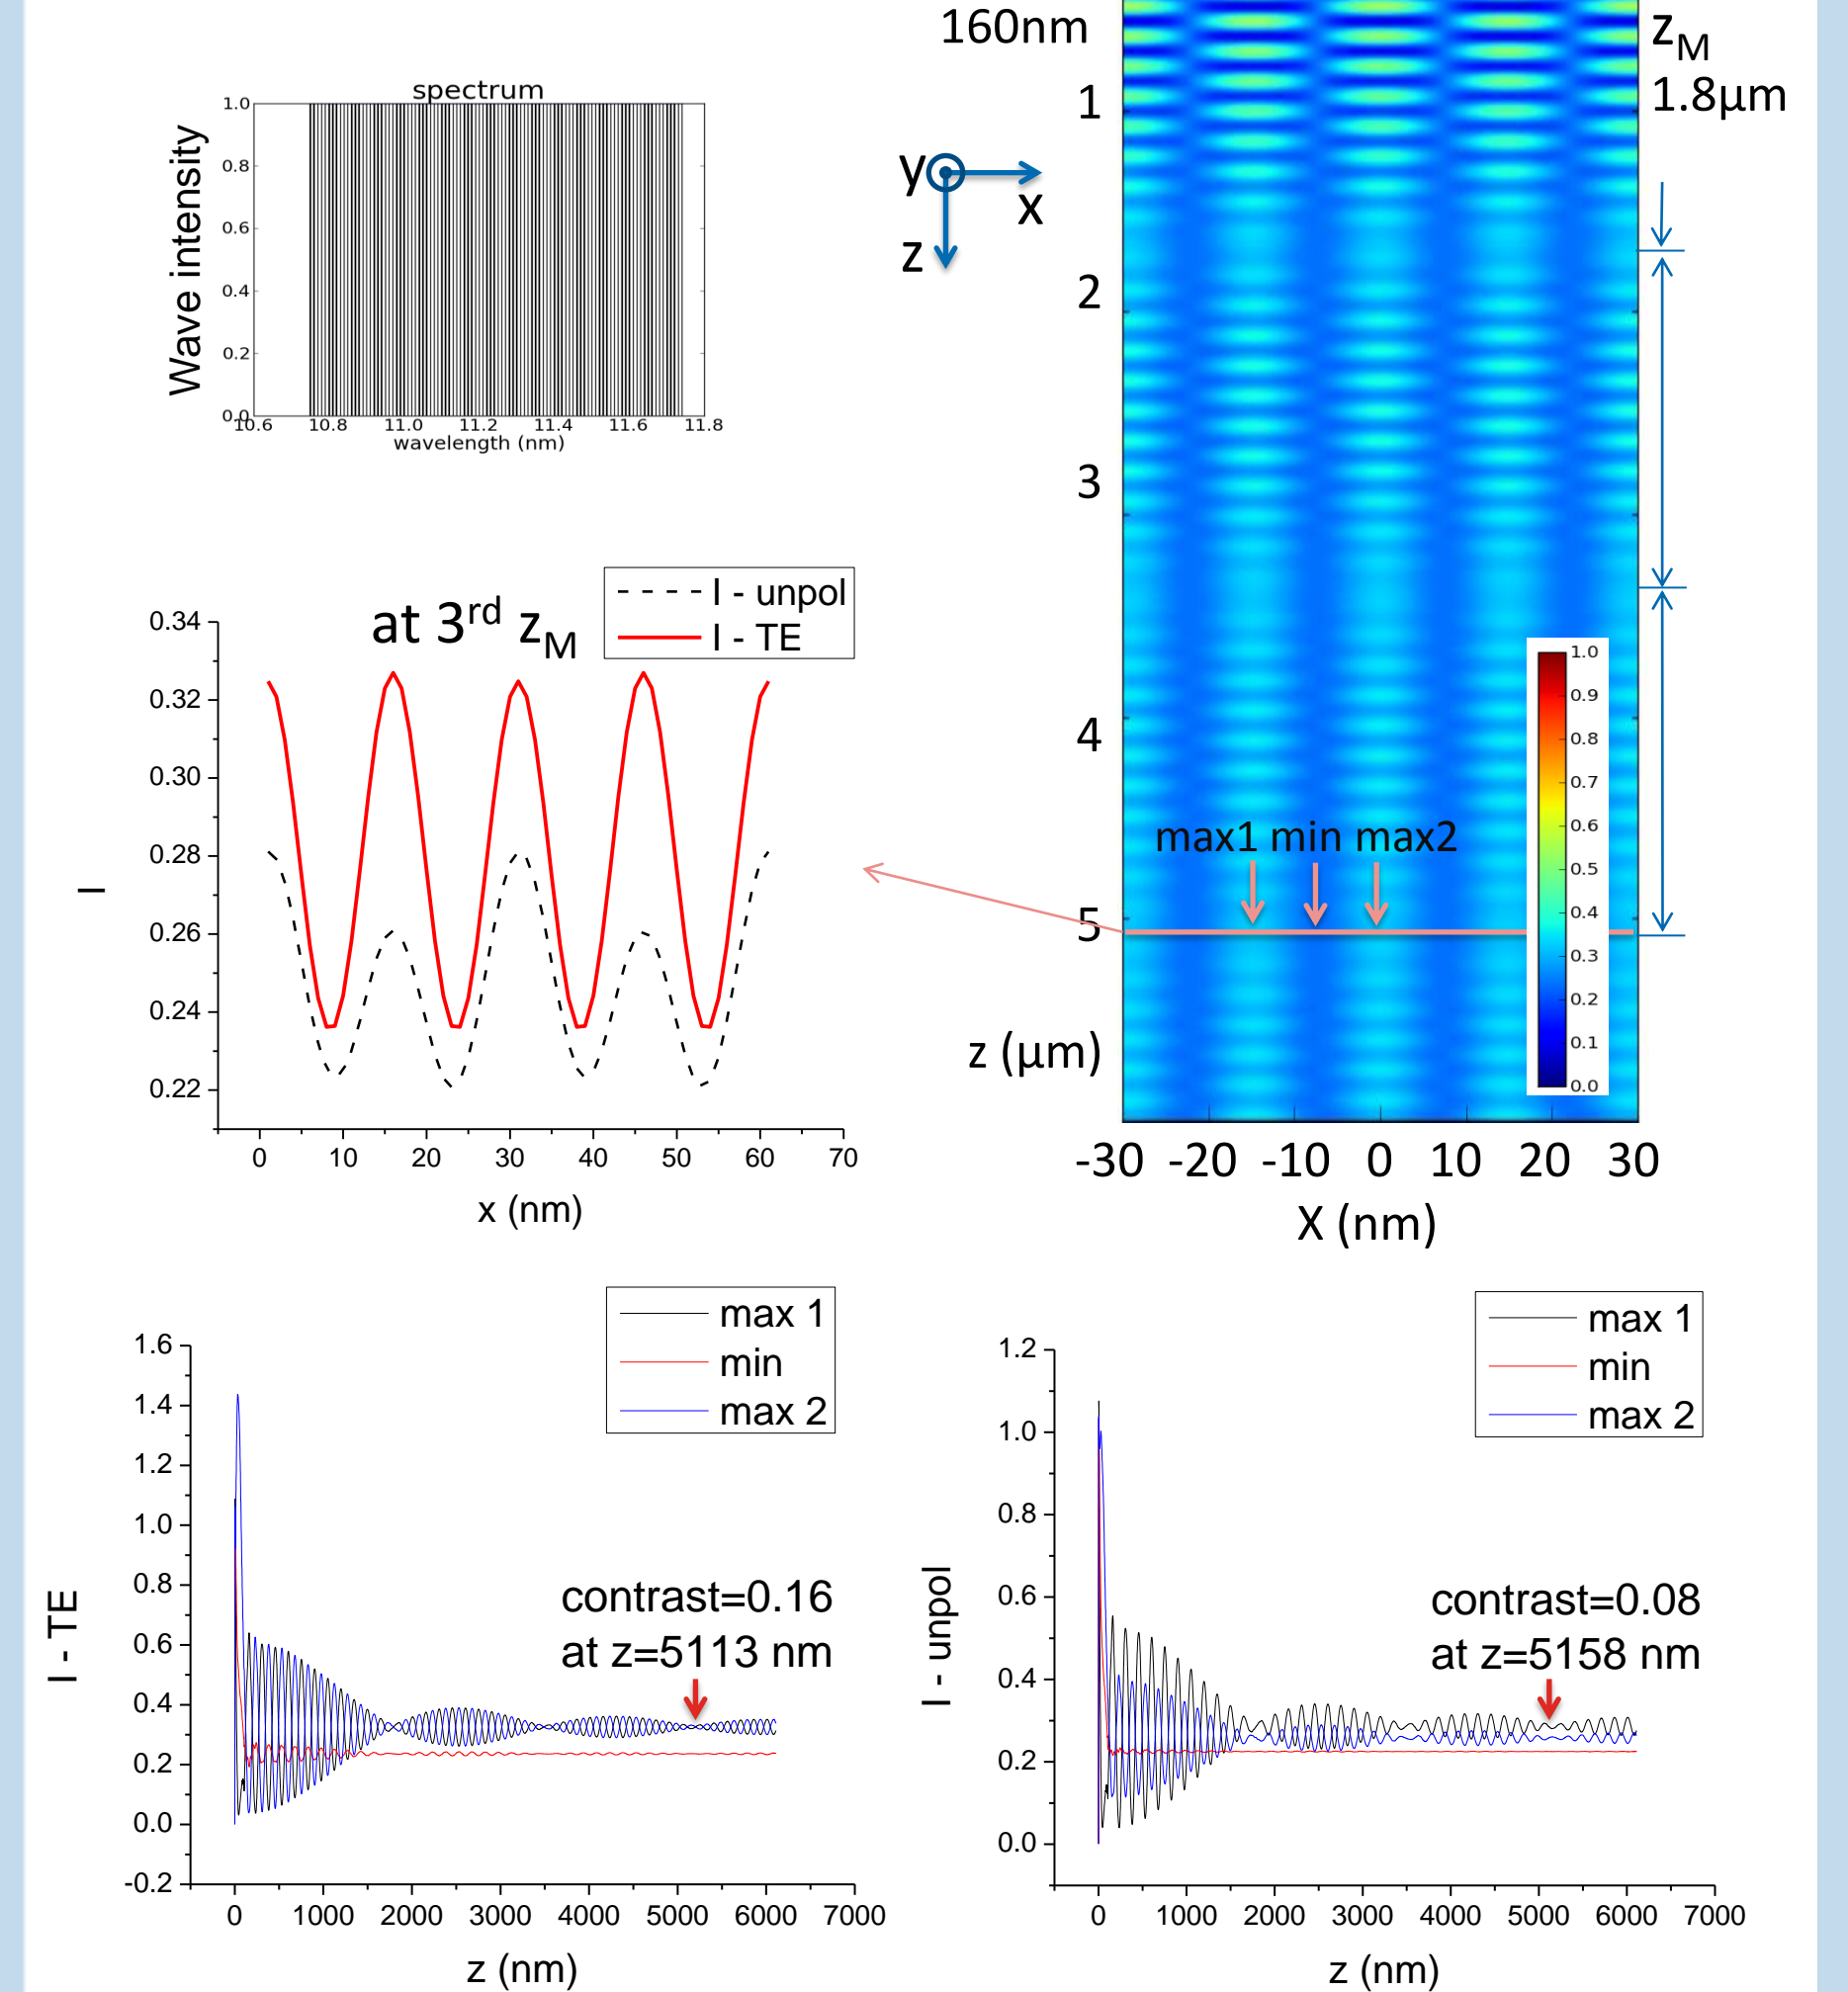 160nm
z_M
1.8µm
1
2
3
4
5
z (µm)
y
x
z
spectrum
Wave intensity
1.0
0.8
0.6
0.4
0.2
0.0
10.6 10.8 11.0 11.2 11.4 11.6 11.8
wavelength (nm)
at 3rd z_M
I - unpol
I - TE
0.34
0.32
0.30
0.28
0.26
0.24
0.22
I
0 10 20 30 40 50 60 70
x (nm)
max1 min max2
1.0
0.9
0.8
0.7
0.6
0.5
0.4
0.3
0.2
0.1
0.0
-30 -20 -10 0 10 20 30
X (nm)
max 1
min
max 2
1.6
1.4
1.2
1.0
0.8
0.6
0.4
0.2
0.0
-0.2
I - TE
contrast=0.16
at z=5113 nm
0 1000 2000 3000 4000 5000 6000 7000
z (nm)
max 1
min
max 2
1.2
1.0
0.8
0.6
0.4
0.2
0.0
I - unpol
contrast=0.08
at z=5158 nm
0 1000 2000 3000 4000 5000 6000 7000
z (nm)